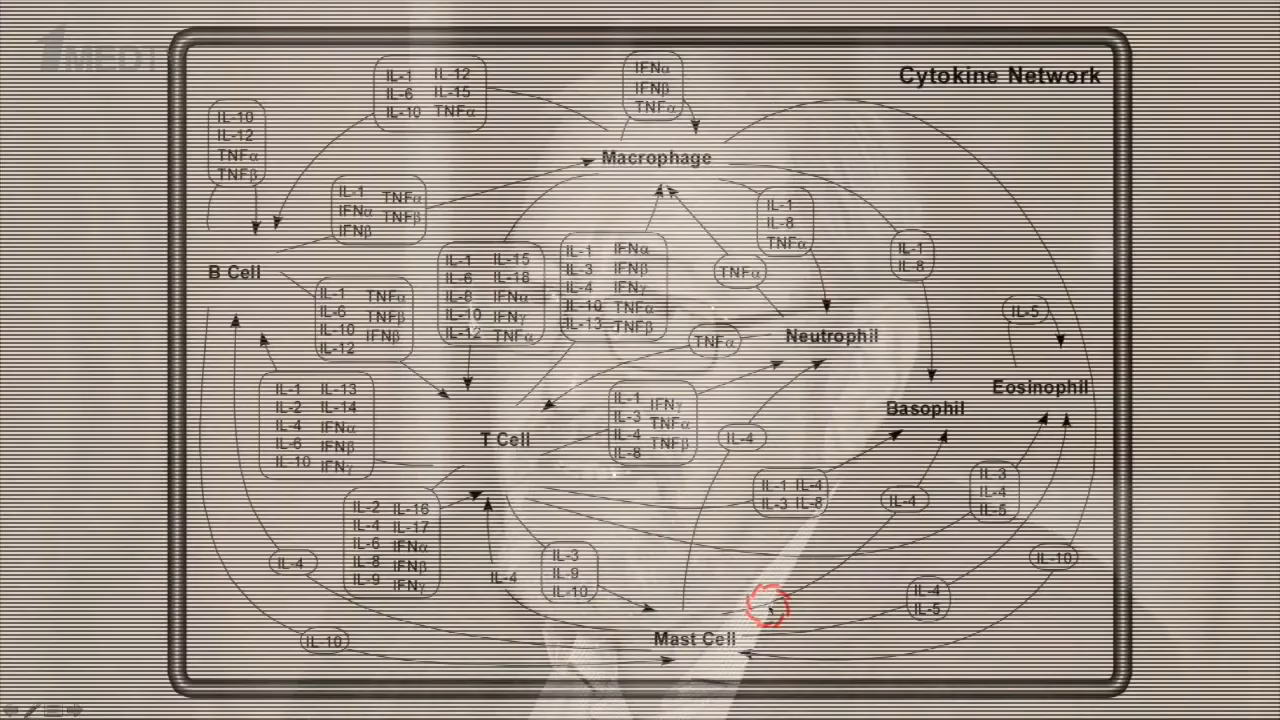 1MEDT
Cytokine Network
IL-1 IL-12
IL-6 IL-15
IL-10 TNFα
IFNα
IFNβ
TNFα
IL-10
IL-12
TNFα
TNFβ
Macrophage
IL-1 TNFα
IFNα TNFβ
IFNβ
IL-1
IL-8
TNFα
IL-1
IL-8
B Cell
IL-1 IL-15
IL-6 IL-18
IL-8 IFNα
IL-10 IFNγ
IL-12 TNFα
IL-1 IFNα
IL-3 IFNβ
IL-4 IFNγ
IL-10 TNFα
IL-13 TNFβ
TNFα
IL-1 TNFα
IL-6 TNFβ
IL-10 IFNβ
IL-12
IL-5
Neutrophil
TNFα
Eosinophil
Basophil
IL-1 IL-13
IL-2 IL-14
IL-4 IFNα
IL-6 IFNβ
IL-10 IFNγ
IL-1 IFNγ
IL-3 TNFα
IL-4 TNFβ
IL-8
T Cell
IL-4
IL-1 IL-4
IL-3 IL-8
IL-4
IL-3
IL-4
IL-5
IL-2 IL-16
IL-4 IL-17
IL-6 IFNα
IL-8 IFNβ
IL-9 IFNγ
IL-4
IL-4
IL-3
IL-9
IL-10
IL-10
IL-4
IL-5
IL-10
Mast Cell